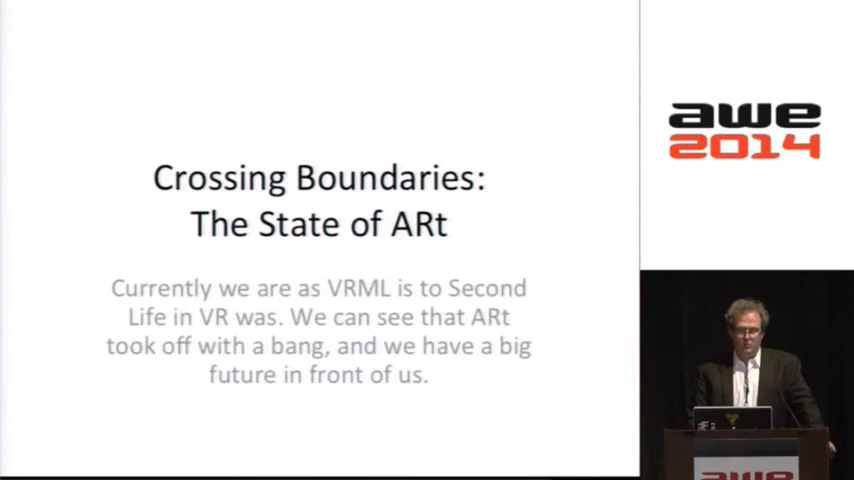 Crossing Boundaries:
The State of ARt
Currently we are as VRML is to Second
Life in VR was. We can see that ARt
took off with a bang, and we have a big
future in front of us.
awe
2014
awe